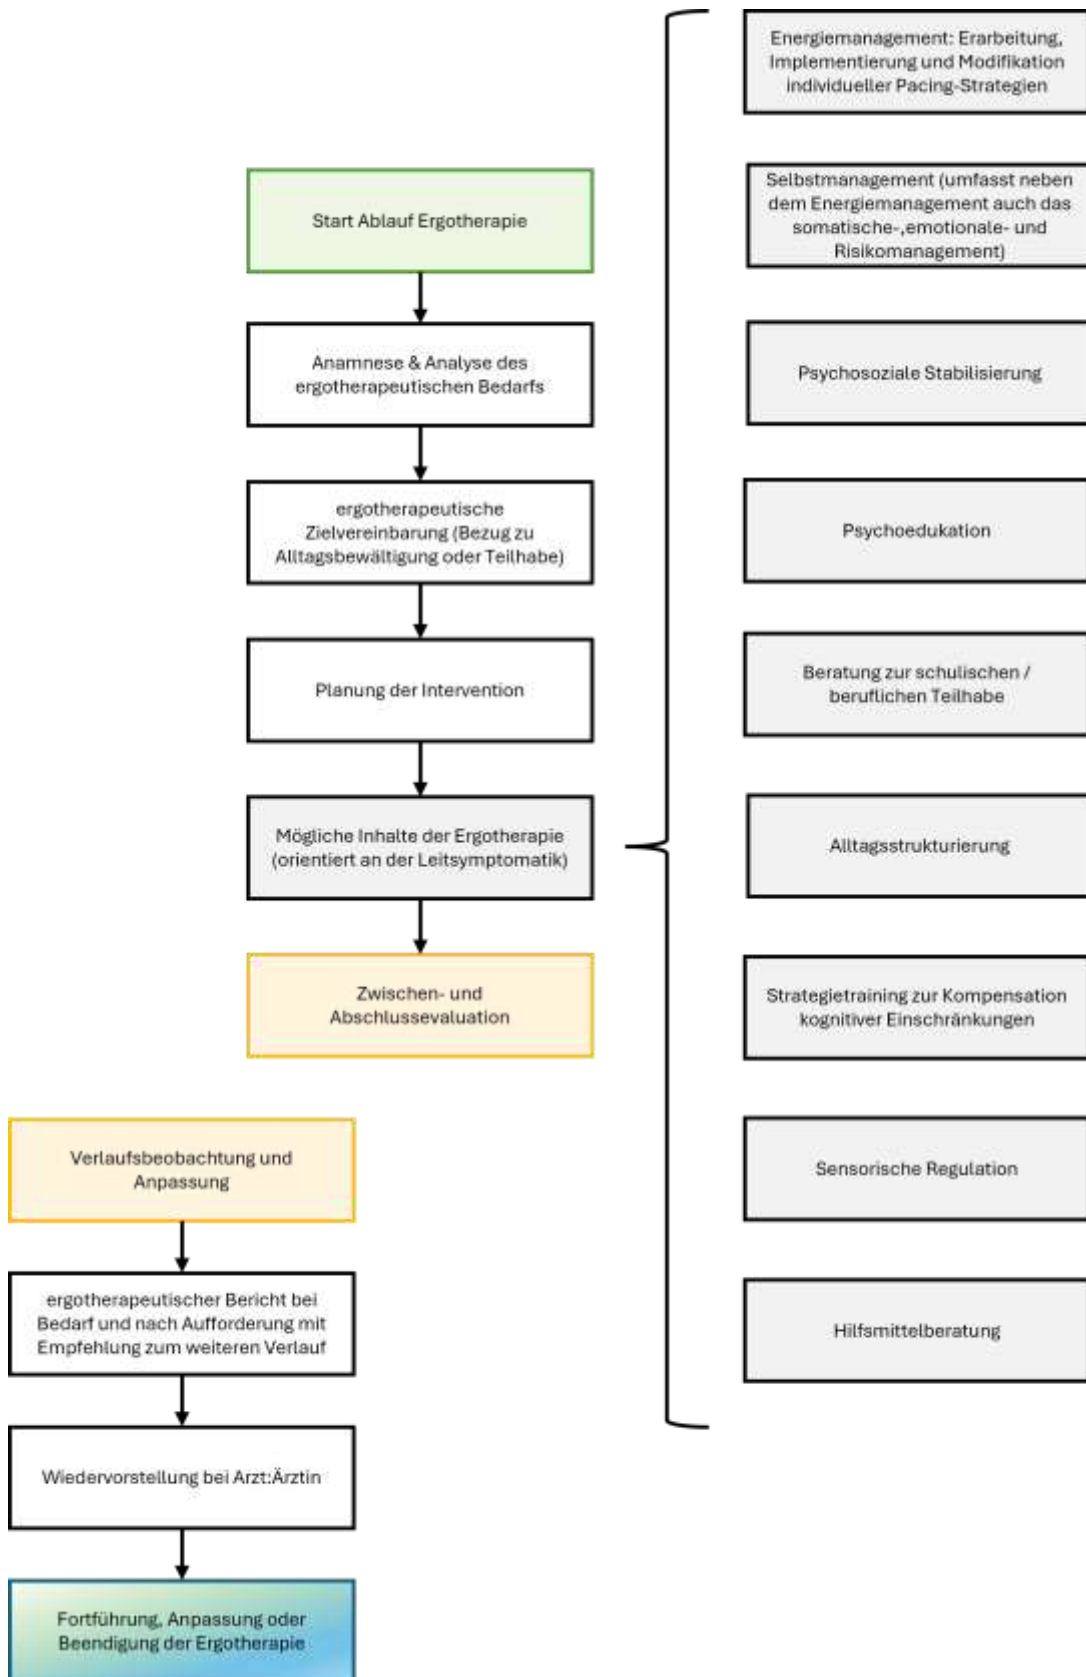 Start Ablauf Ergotherapie
Anamnese & Analyse des
ergotherapeutischen Bedarfs
ergotherapeutische
Zielvereinbarung (Bezug zu
Alltagsbewältigung oder Teilhabe)
Planung der Intervention
Mögliche Inhalte der Ergotherapie
(orientiert an der Leitsymptomatik)
Zwischen- und
Abschlussevaluation
Energiemanagement: Erarbeitung,
Implementierung und Modifikation
individueller Pacing-Strategien
Selbstmanagement (umfasst neben
dem Energiemanagement auch das
somatische-,emotionale- und
Risikomanagement)
Psychosoziale Stabilisierung
Psychoedukation
Beratung zur schulischen /
beruflichen Teilhabe
Alltagsstrukturierung
Strategietraining zur Kompensation
kognitiver Einschränkungen
Sensorische Regulation
Hilfsmittelberatung
Verlaufsbeobachtung und
Anpassung
ergotherapeutischer Bericht bei
Bedarf und nach Aufforderung mit
Empfehlung zum weiteren Verlauf
Wiedervorstellung bei Arzt:Ärztin
Fortführung, Anpassung oder
Beendigung der Ergotherapie